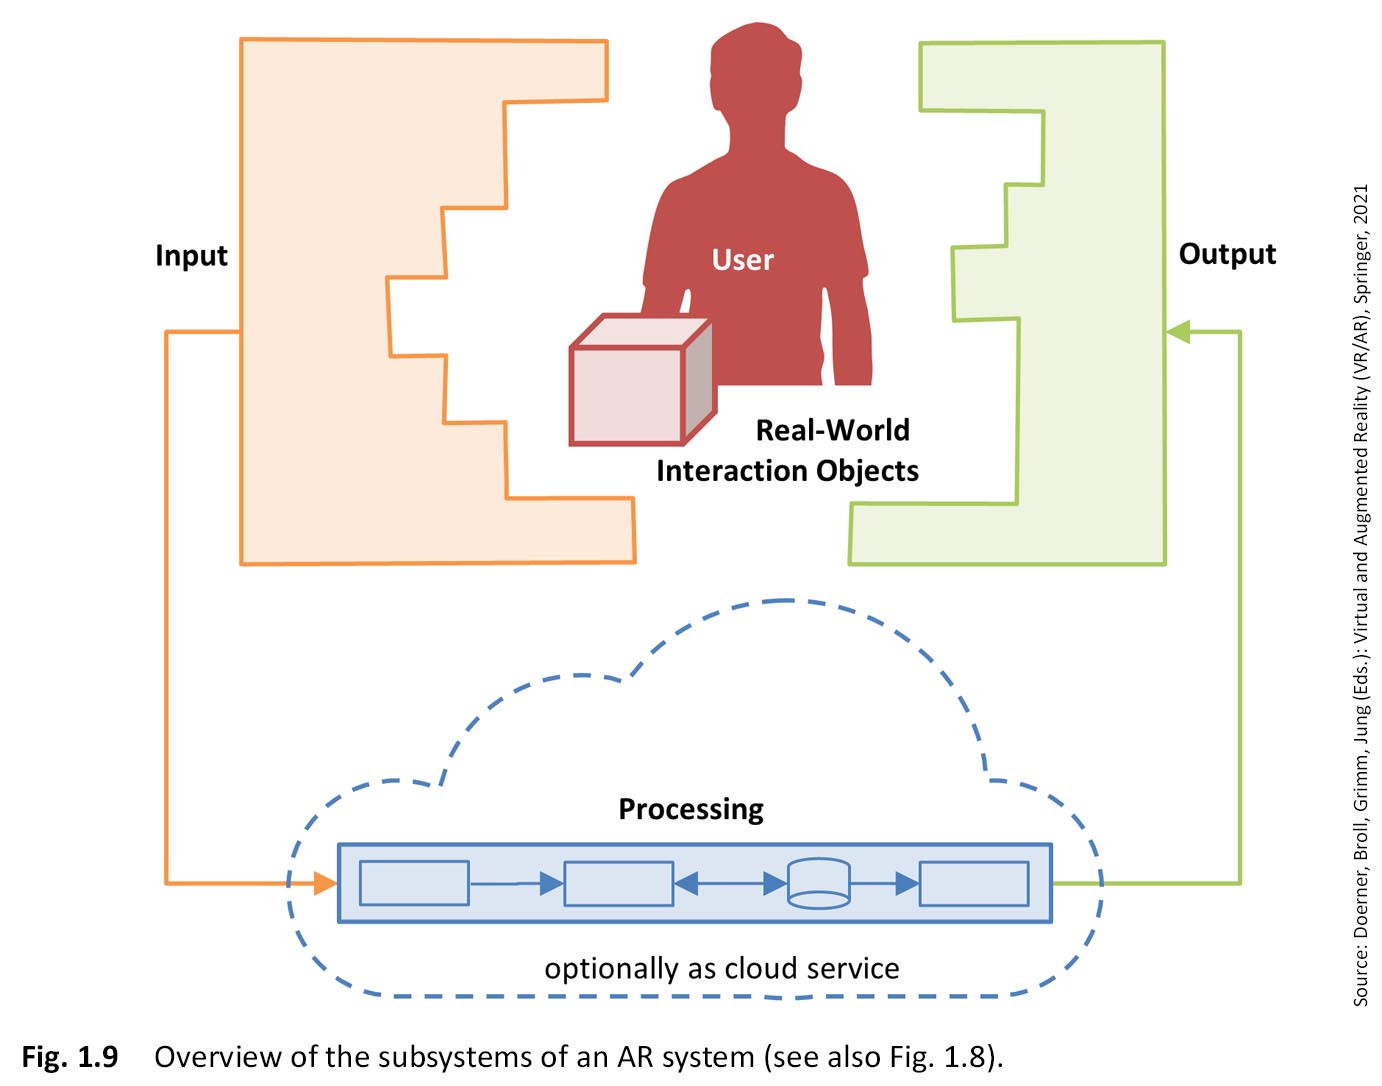 Input
User
Output
Real-World
Interaction Objects
Processing
optionally as cloud service
Source: Doerner, Broll, Grimm, Jung (Eds.): Virtual and Augmented Reality (VR/AR), Springer, 2021
Fig. 1.9 Overview of the subsystems of an AR system (see also Fig. 1.8).